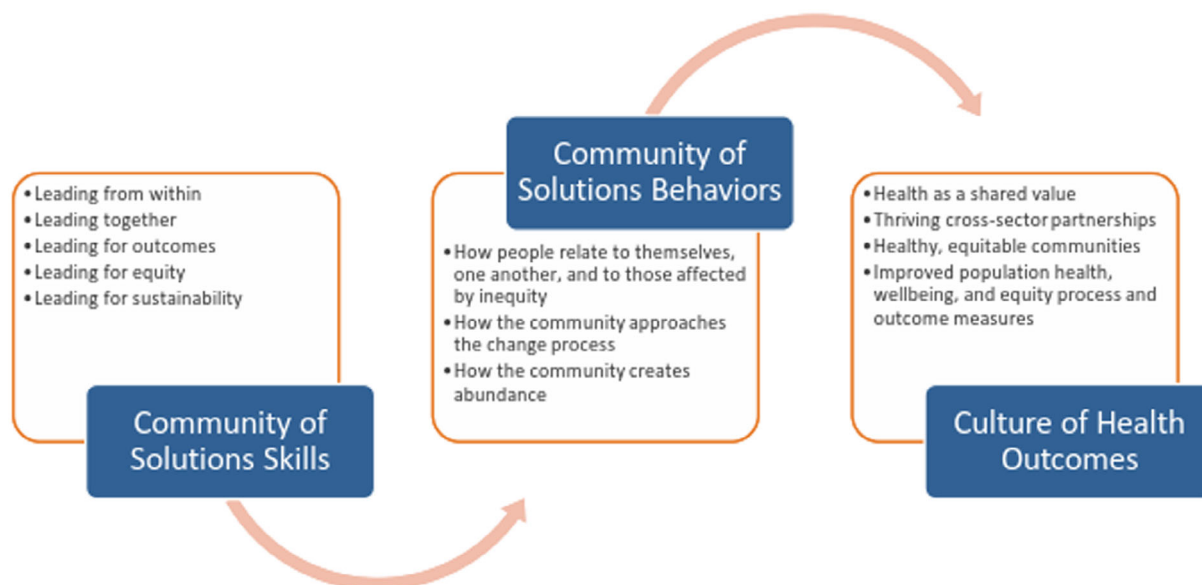 • Leading from within
• Leading together
• Leading for outcomes
• Leading for equity
• Leading for sustainability
Community of
Solutions Skills
Community of
Solutions Behaviors
• How people relate to themselves,
one another, and to those affected
by inequity
• How the community approaches
the change process
• How the community creates
abundance
• Health as a shared value
• Thriving cross-sector partnerships
• Healthy, equitable communities
• Improved population health,
wellbeing, and equity process and
outcome measures
Culture of Health
Outcomes